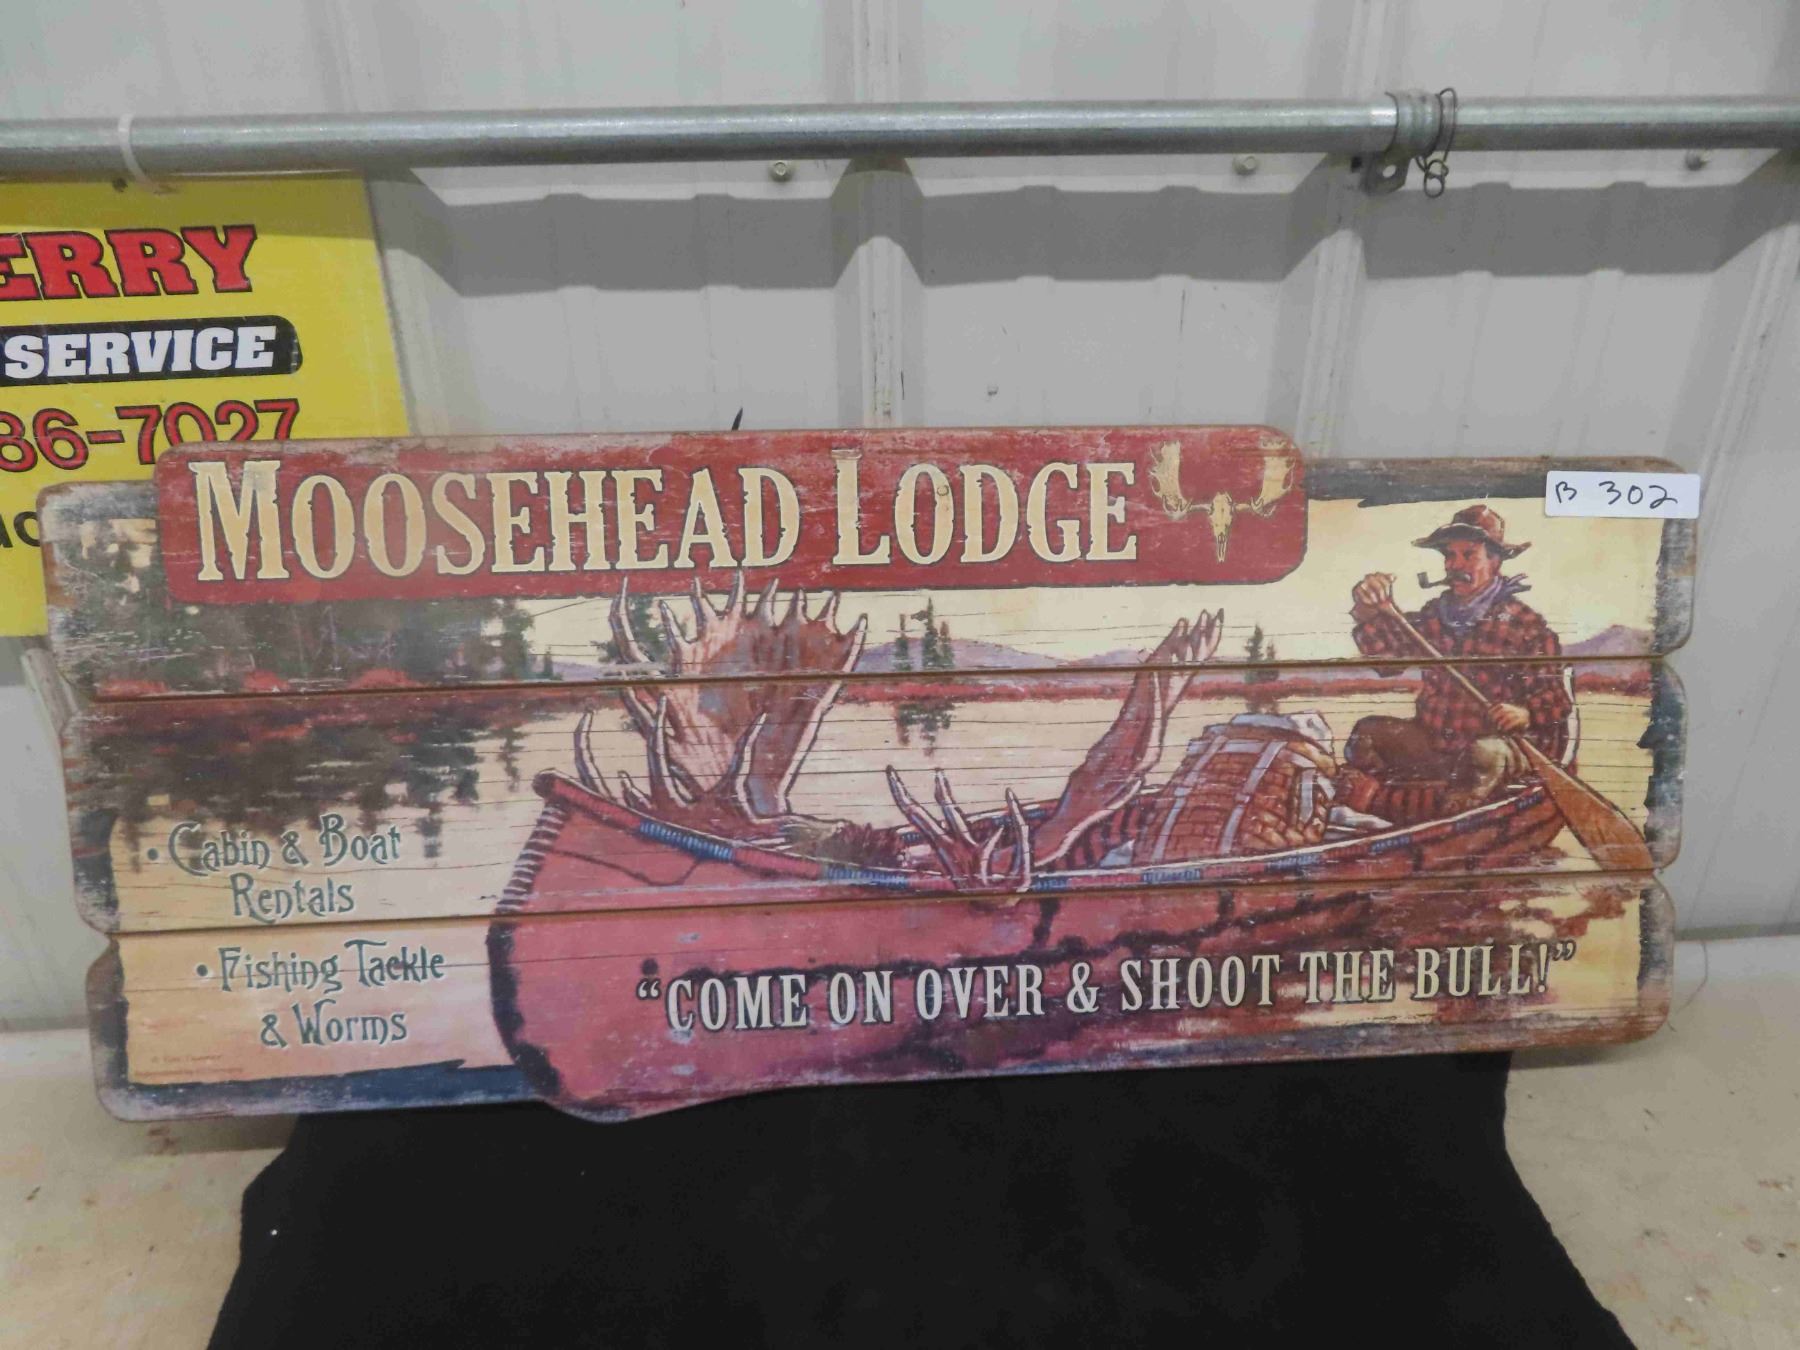 ERRY
SERVICE
86-7027
MOOSEHEAD LODGE
B 302
• Cabin & Boat
Rentals
• Fishing Tackle
& Worms
“COME ON OVER & SHOOT THE BULL!”